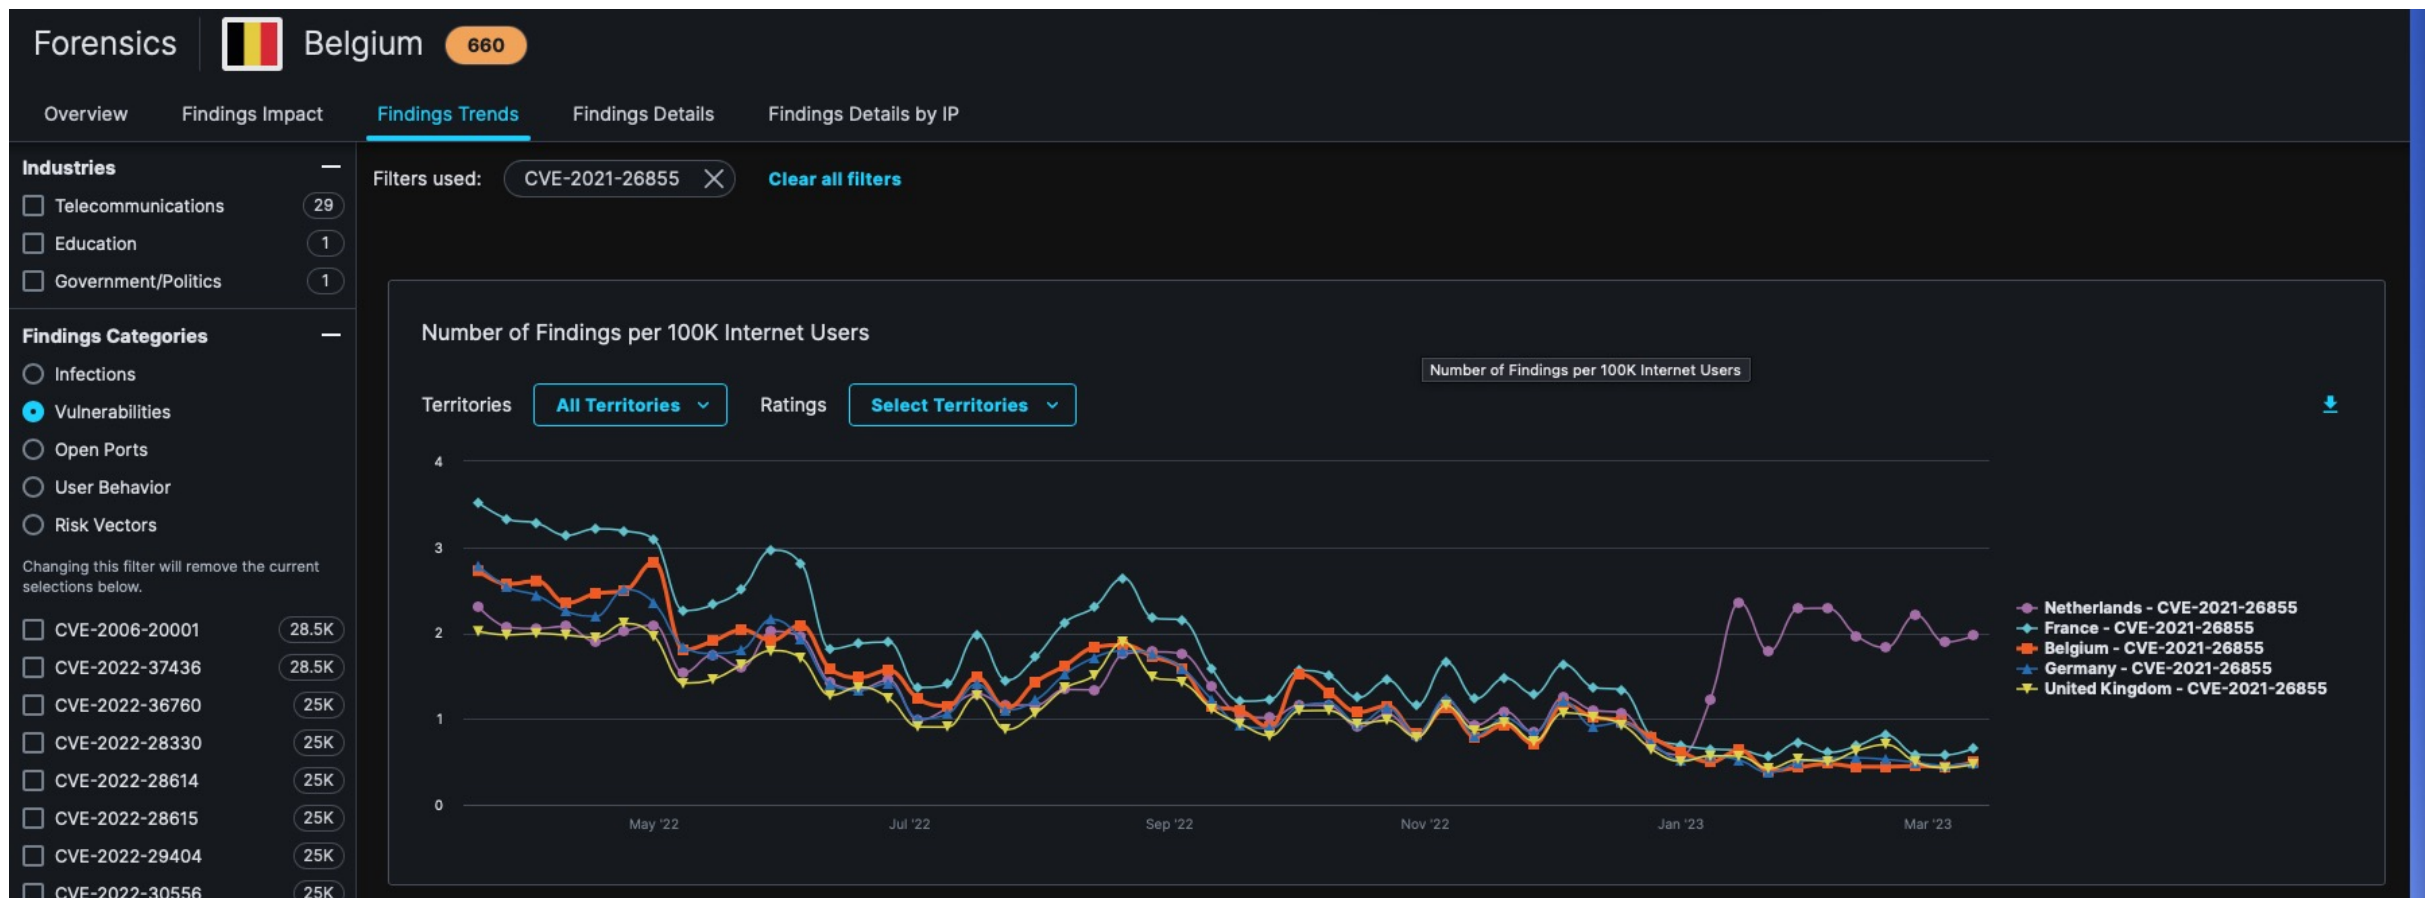 Forensics Belgium 660
Overview Findings Impact Findings Trends Findings Details Findings Details by IP
Industries
Telecommunications 29
Education 1
Government/Politics 1
Findings Categories
Infections
Vulnerabilities
Open Ports
User Behavior
Risk Vectors
Changing this filter will remove the current
selections below.
CVE-2006-20001 28.5K
CVE-2022-37436 28.5K
CVE-2022-36760 25K
CVE-2022-28330 25K
CVE-2022-28614 25K
CVE-2022-28615 25K
CVE-2022-29404 25K
CVE-2022-30556 25K
Filters used: CVE-2021-26855 Clear all filters
Number of Findings per 100K Internet Users
Number of Findings per 100K Internet Users
Territories All Territories Ratings Select Territories
4
3
2
1
0
May '22 Jul '22 Sep '22 Nov '22 Jan '23 Mar '23
Netherlands - CVE-2021-26855
France - CVE-2021-26855
Belgium - CVE-2021-26855
Germany - CVE-2021-26855
United Kingdom - CVE-2021-26855